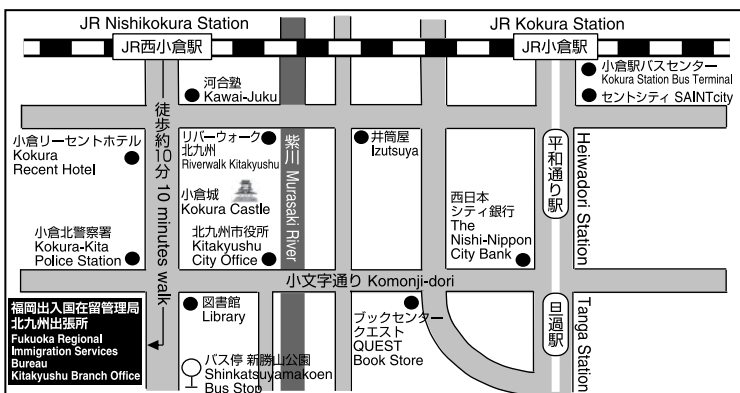 JR Nishikokura Station
JR Kokura Station
JR西小倉駅
JR小倉駅
小倉駅バスセンター
Kokura Station Bus Terminal
セントシティ SAINTcity
河合塾
Kawai-Juku
徒歩約10分 10 minutes walk
小倉リーセントホテル
Kokura
Recent Hotel
リバーウォーク
北九州
Riverwalk Kitakyushu
紫川 Murasaki River
井筒屋
Izutsuya
平和通り駅
Heiwadori Station
小倉城
Kokura Castle
小倉北警察署
Kokura-Kita
Police Station
北九州市役所
Kitakyushu
City Office
西日本
シティ銀行
The
Nishi-Nippon
City Bank
小文字通り Komonji-dori
福岡出入国在留管理局
北九州出張所
Fukuoka Regional
Immigration Services
Bureau
Kitakyushu Branch Office
図書館
Library
ブックセンター
クエスト
QUEST
Book Store
旦過駅
Tanga Station
バス停 新勝山公園
Shinkatsuyamakoen
Bus Stop